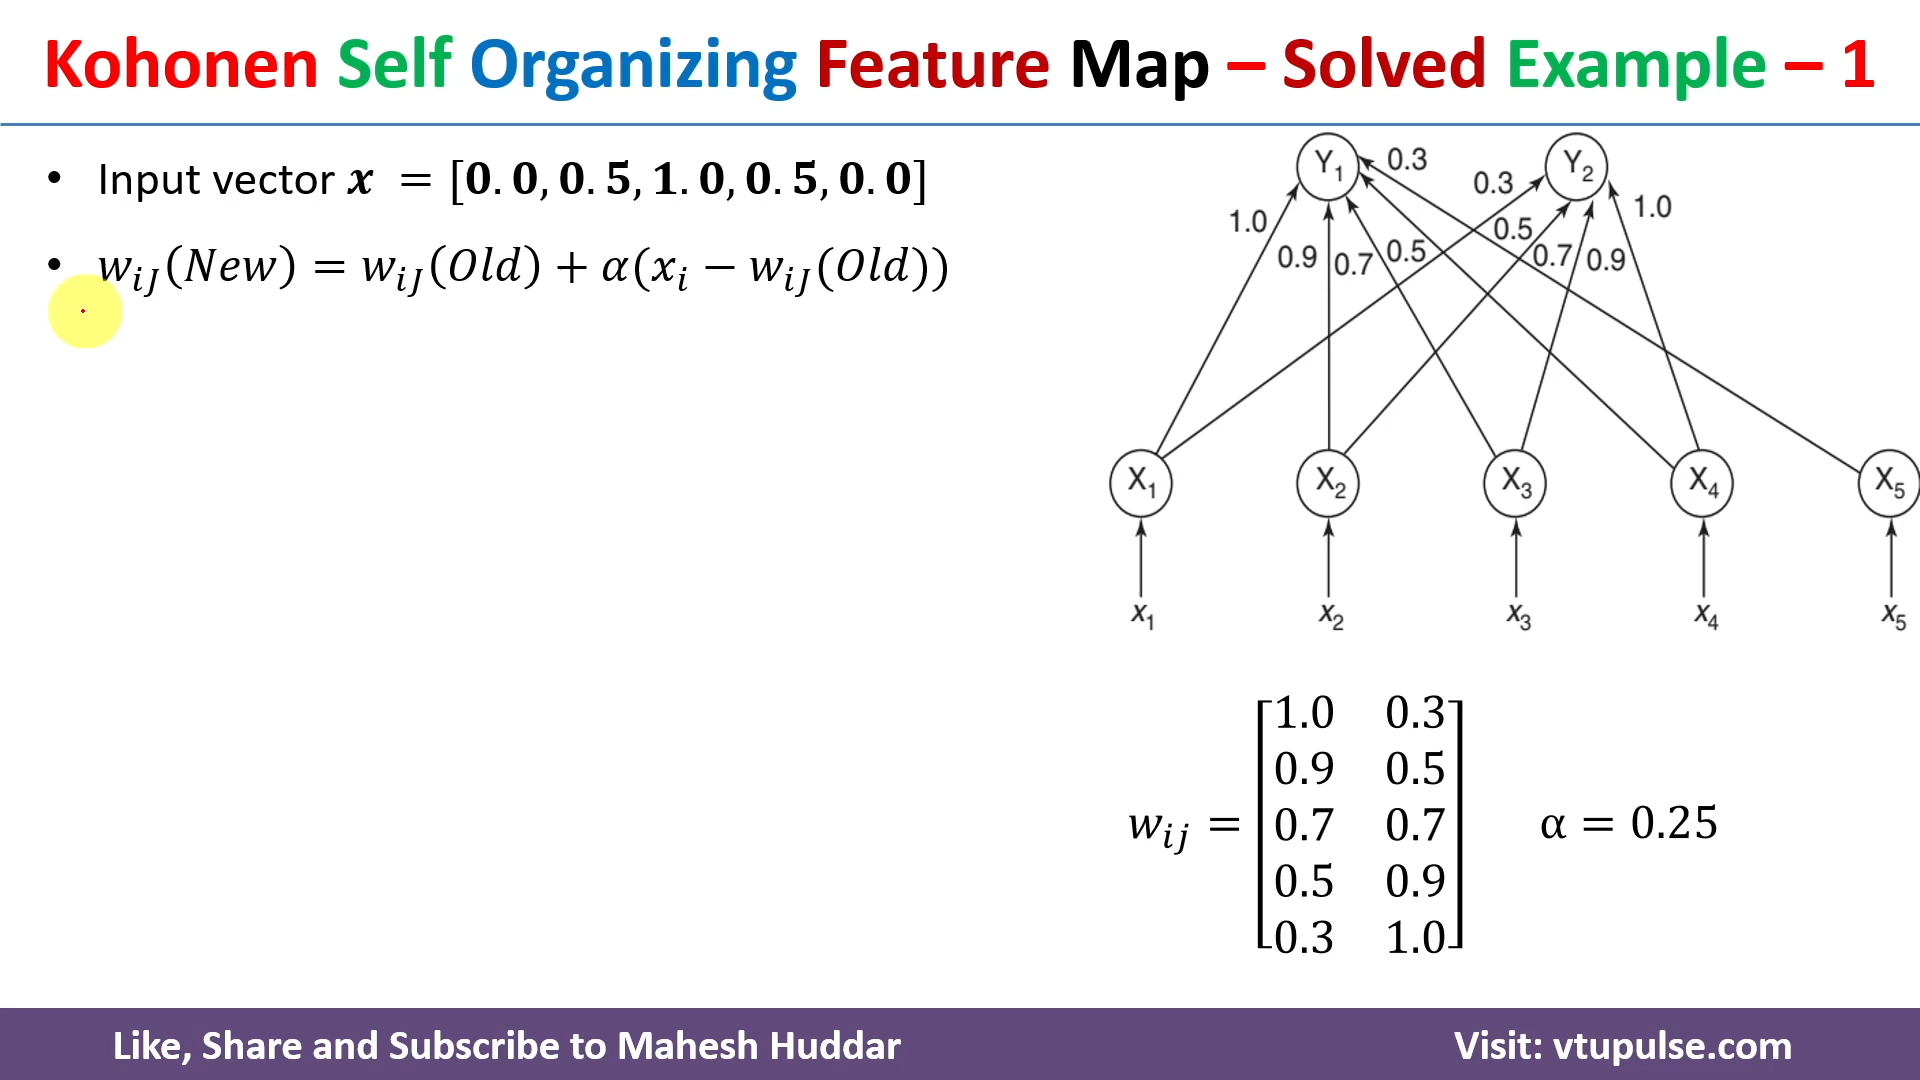 Kohonen Self Organizing Feature Map – Solved Example – 1
• Input vector x = [0.0, 0.5, 1.0, 0.5, 0.0]
• wiJ(New) = wiJ(Old) + α(xi − wiJ(Old))
Y1 0.3 0.3 Y2
1.0 0.5 1.0
0.9 0.7 0.5 0.7 0.9
X1 X2 X3 X4 X5
x1 x2 x3 x4 x5
1.0 0.3
0.9 0.5
wij = 0.7 0.7 α = 0.25
0.5 0.9
0.3 1.0
Like, Share and Subscribe to Mahesh Huddar Visit: vtupulse.com